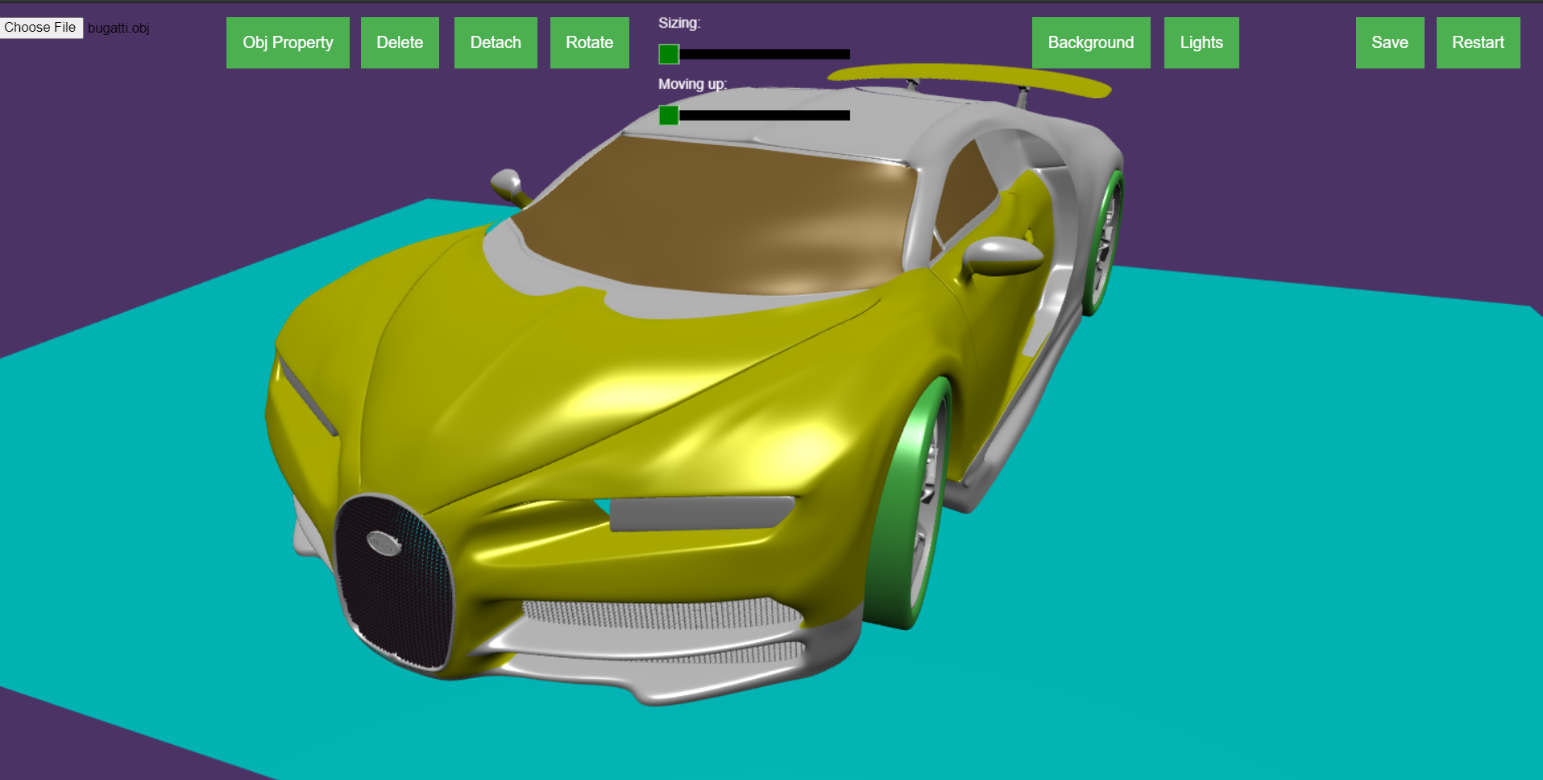 Choose File bugatti.obj
Obj Property
Delete
Detach
Rotate
Sizing:
Moving up:
Background
Lights
Save
Restart